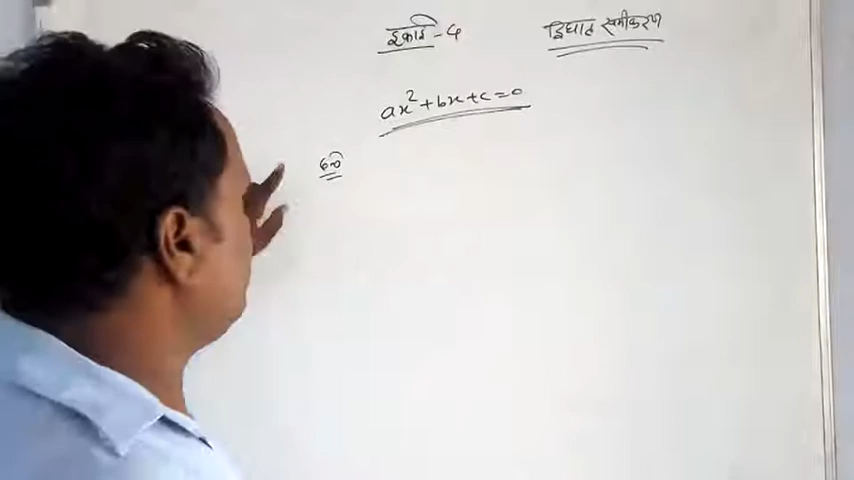 इकाई - 4 द्विघात समीकरण
ax² + bx + c = 0